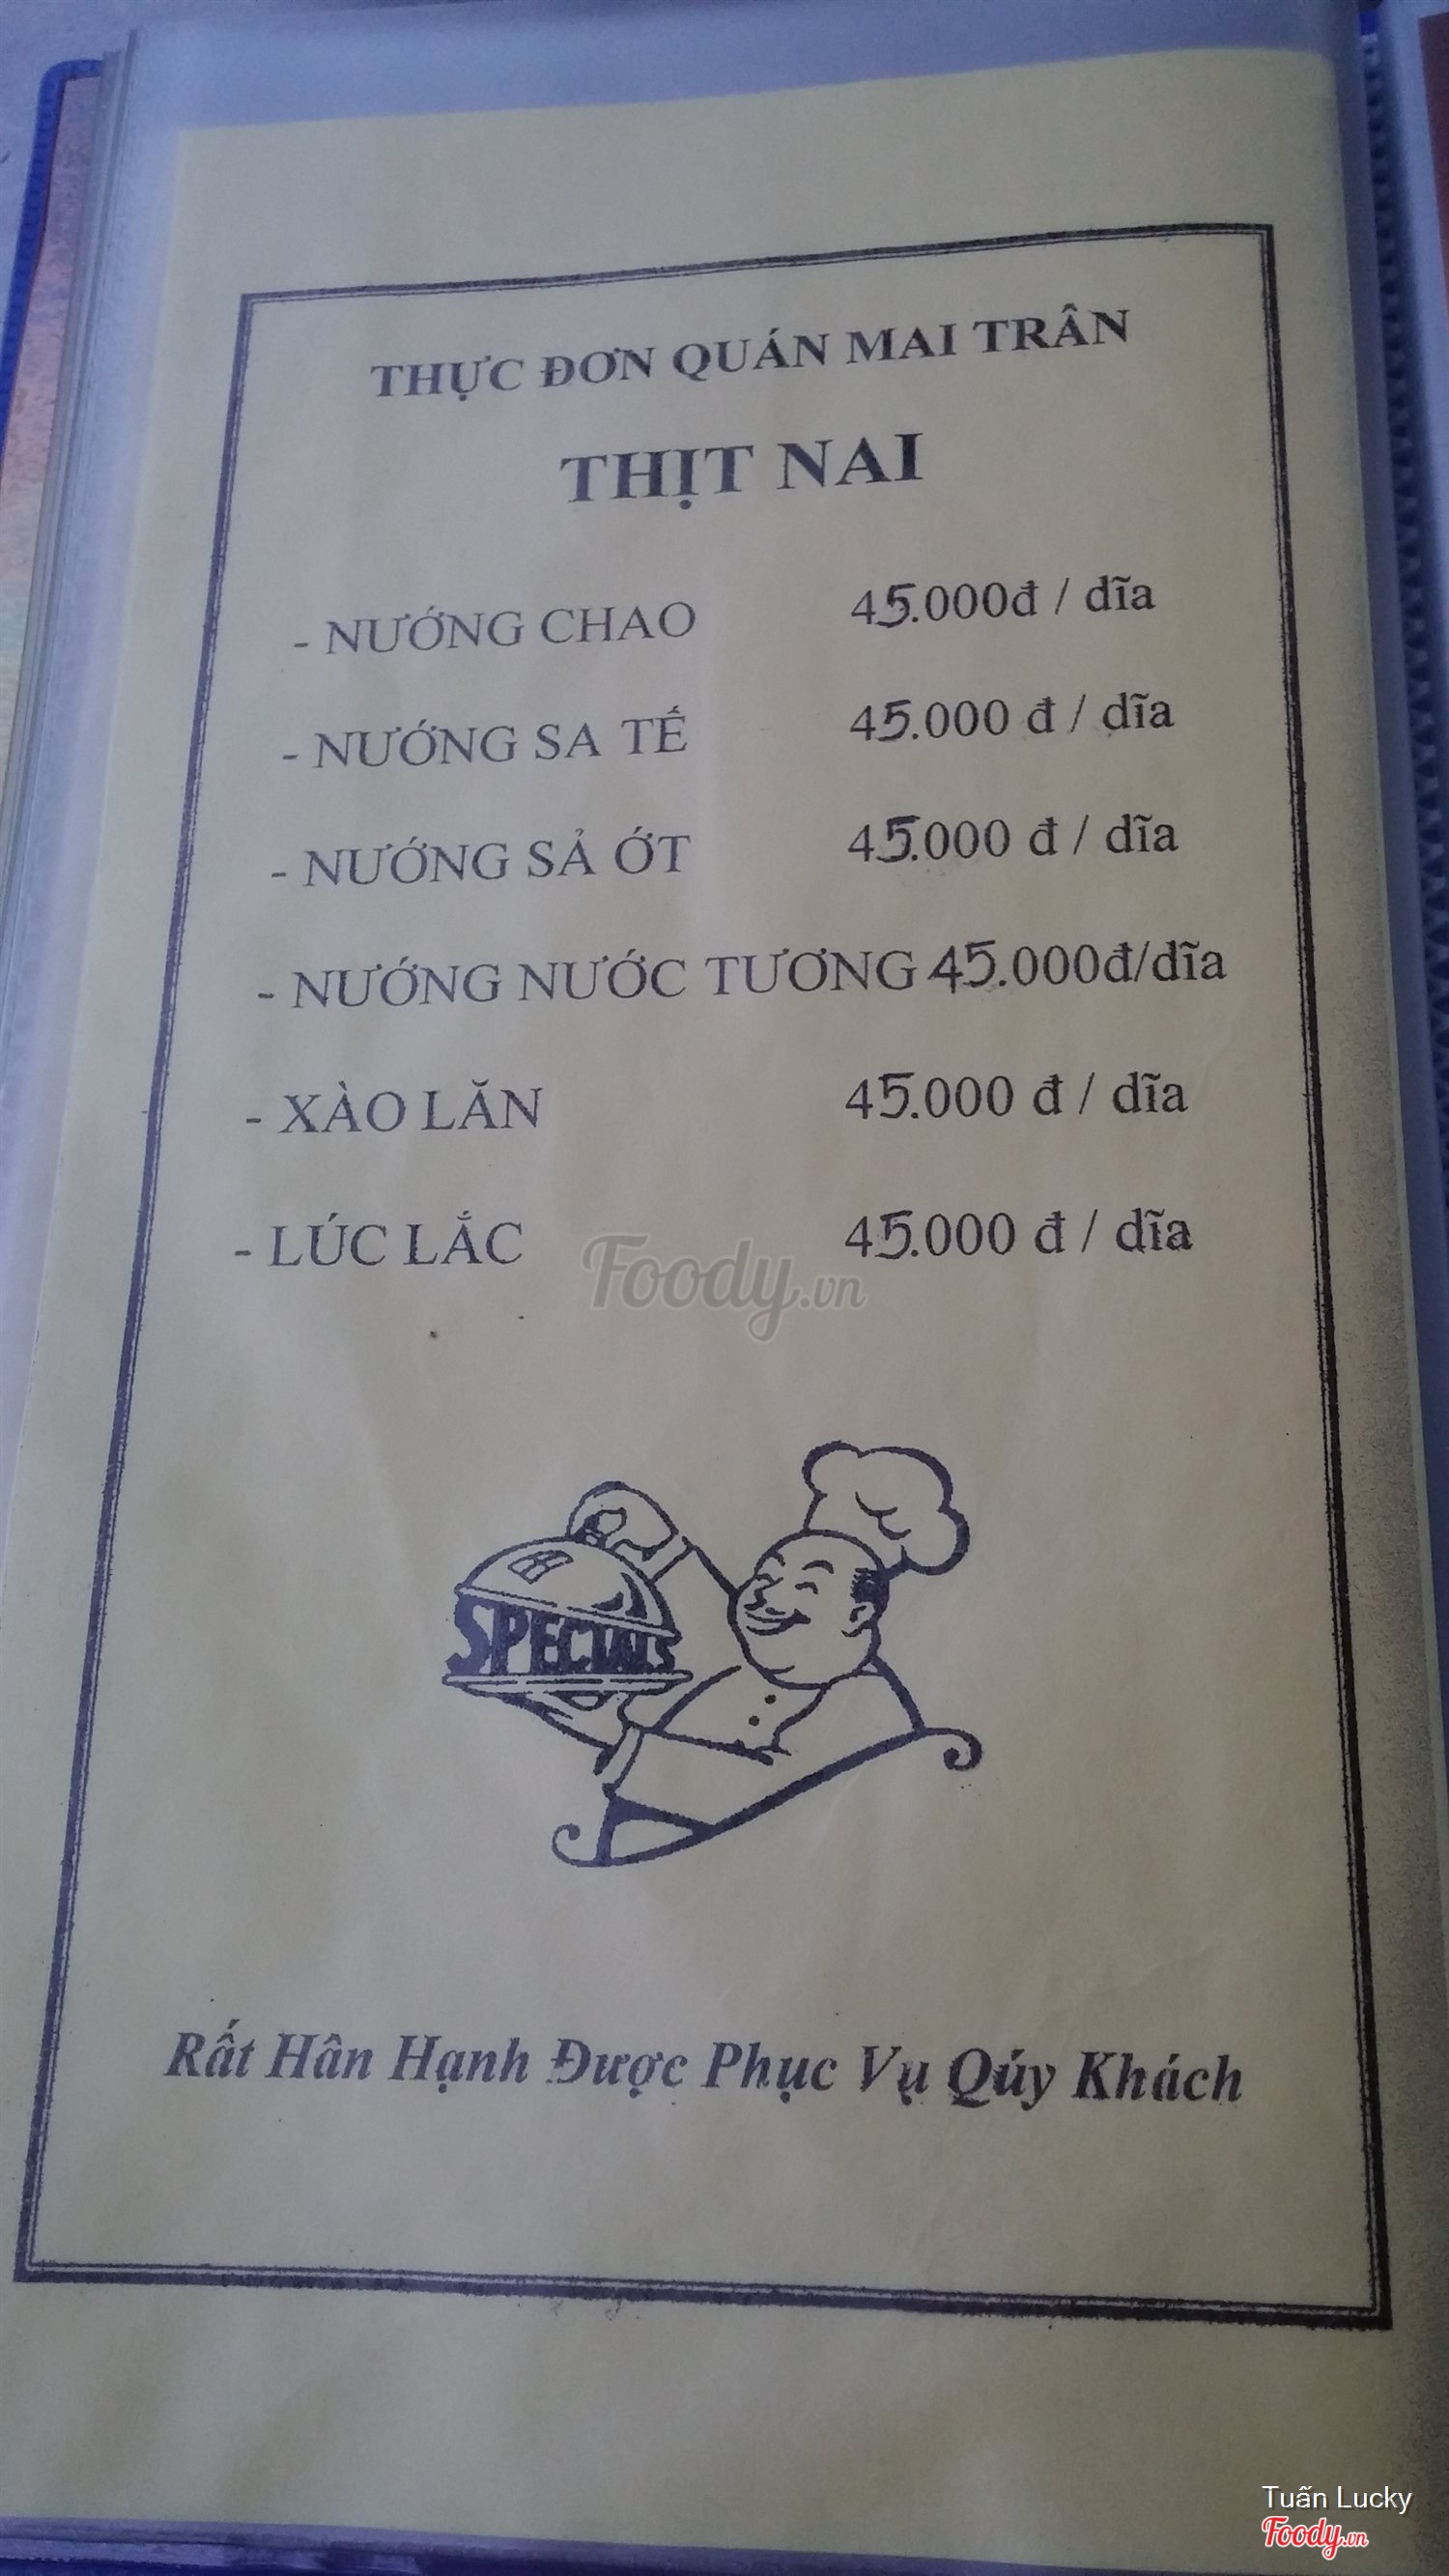 THỰC ĐƠN QUÁN MAI TRÂN
THỊT NAI
- NƯỚNG CHAO 45.000đ / dĩa
- NƯỚNG SA TẾ 45.000 đ / dĩa
- NƯỚNG SẢ ỚT 45.000 đ / dĩa
- NƯỚNG NƯỚC TƯƠNG 45.000đ/dĩa
- XÀO LĂN 45.000 đ / dĩa
- LÚC LẮC 45.000 đ / dĩa
Foody.vn
SPECIALS
Rất Hân Hạnh Được Phục Vụ Qúy Khách
Tuấn Lucky
Foody.vn